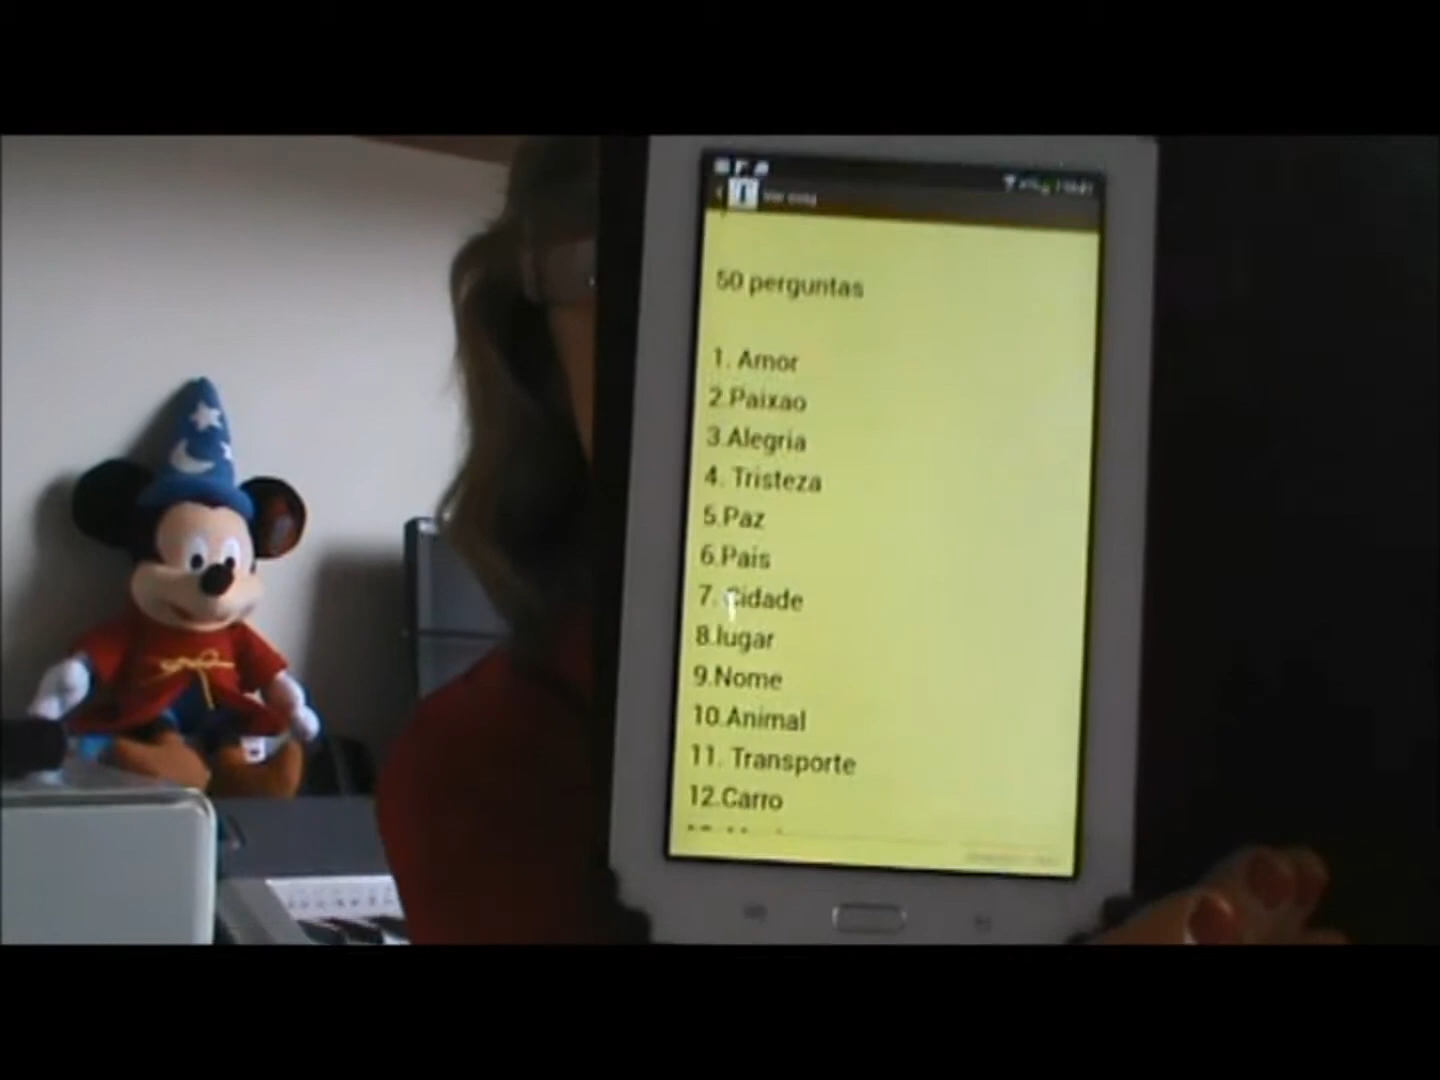 50 perguntas
1. Amor
2.Paixao
3.Alegria
4. Tristeza
5.Paz
6.Pais
7. Cidade
8.lugar
9.Nome
10.Animal
11. Transporte
12.Carro